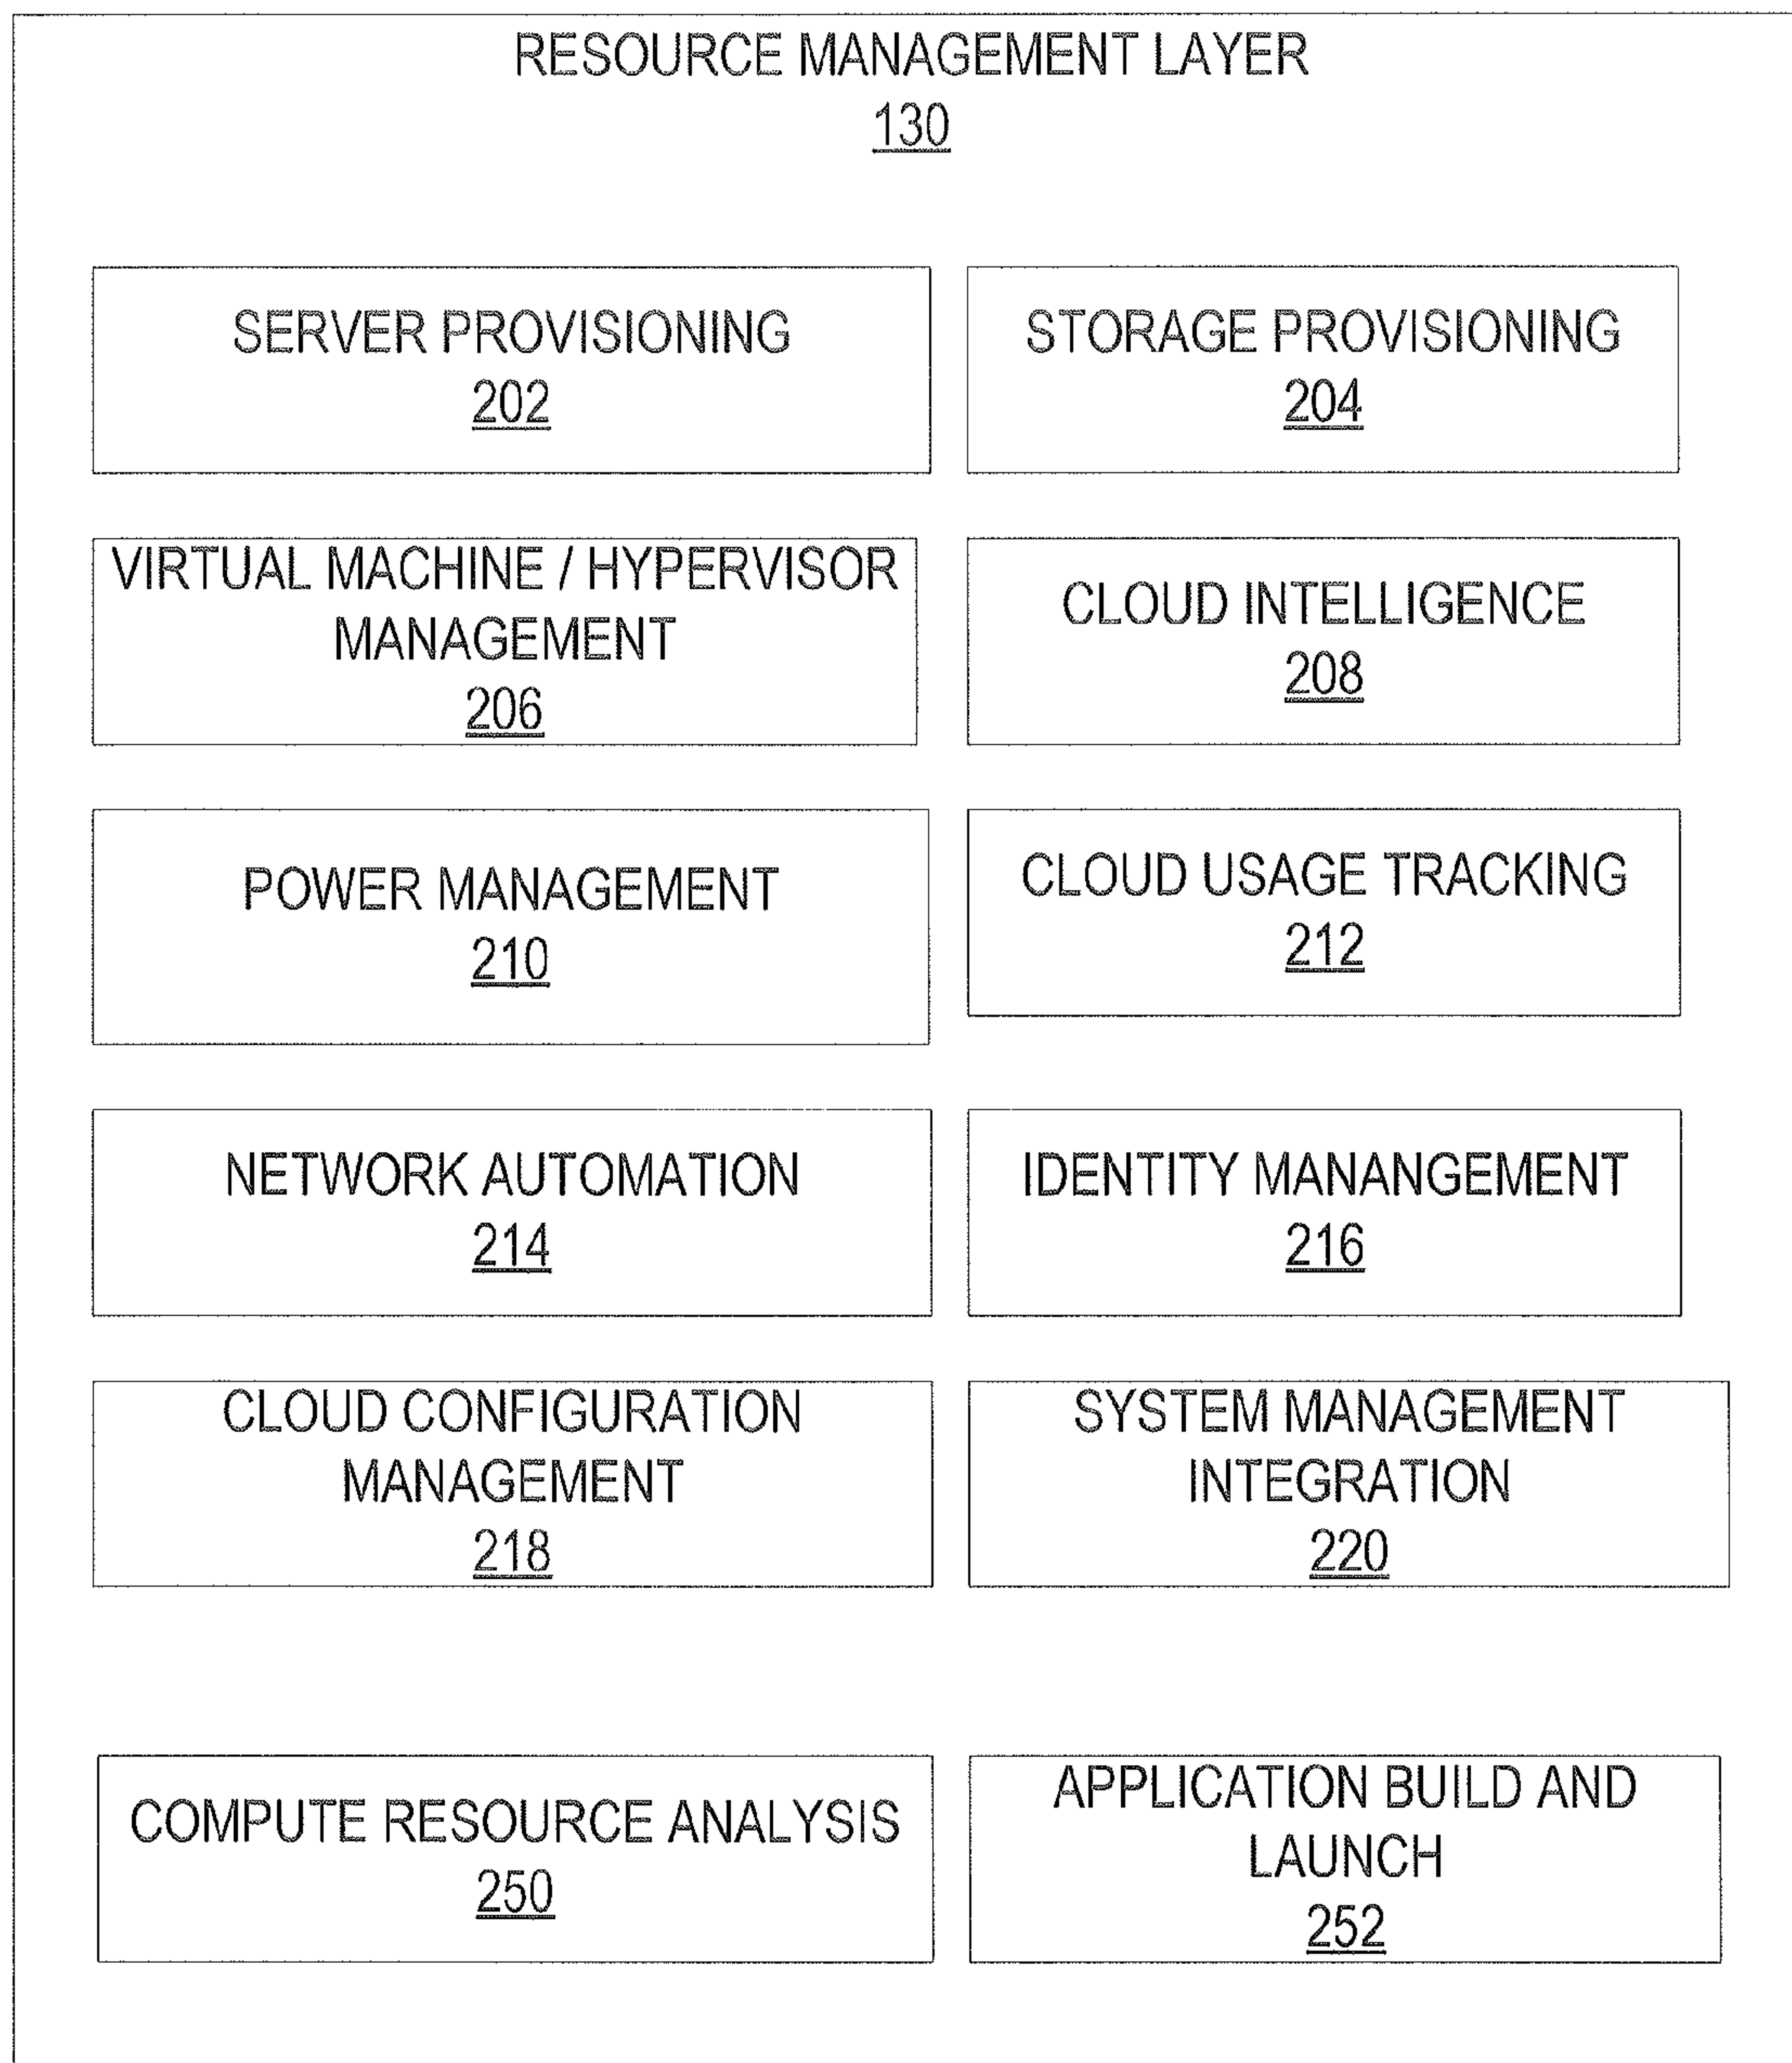 RESOURCE MANAGEMENT LAYER
130
SERVER PROVISIONING
202
STORAGE PROVISIONING
204
VIRTUAL MACHINE / HYPERVISOR
MANAGEMENT
206
CLOUD INTELLIGENCE
208
POWER MANAGEMENT
210
CLOUD USAGE TRACKING
212
NETWORK AUTOMATION
214
IDENTITY MANANGEMENT
216
CLOUD CONFIGURATION
MANAGEMENT
218
SYSTEM MANAGEMENT
INTEGRATION
220
COMPUTE RESOURCE ANALYSIS
250
APPLICATION BUILD AND
LAUNCH
252